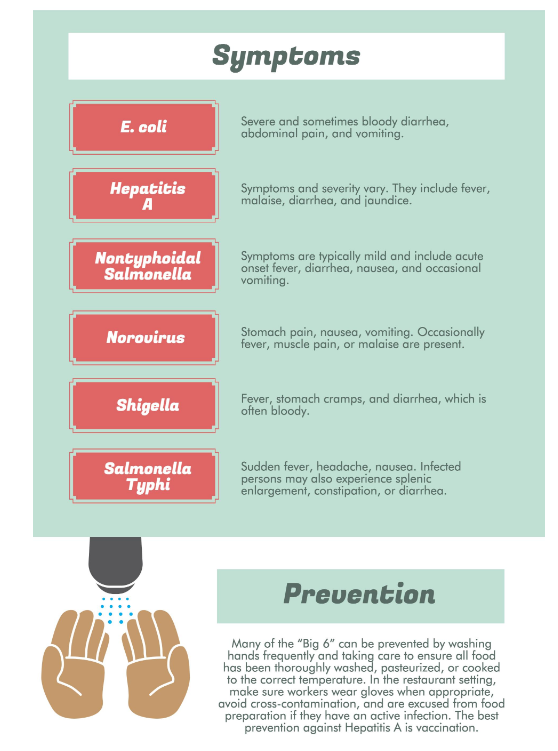 Symptoms
E. coli
Severe and sometimes bloody diarrhea,
abdominal pain, and vomiting.
Hepatitis
A
Symptoms and severity vary. They include fever,
malaise, diarrhea, and jaundice.
Nontyphoidal
Salmonella
Symptoms are typically mild and include acute
onset fever, diarrhea, nausea, and occasional
vomiting.
Norovirus
Stomach pain, nausea, vomiting. Occasionally
fever, muscle pain, or malaise are present.
Shigella
Fever, stomach cramps, and diarrhea, which is
often bloody.
Salmonella
Typhi
Sudden fever, headache, nausea. Infected
persons may also experience splenic
enlargement, constipation, or diarrhea.
Prevention
Many of the “Big 6” can be prevented by washing
hands frequently and taking care to ensure all food
has been thoroughly washed, pasteurized, or cooked
to the correct temperature. In the restaurant setting,
make sure workers wear gloves when appropriate,
avoid cross-contamination, and are excused from food
preparation if they have an active infection. The best
prevention against Hepatitis A is vaccination.